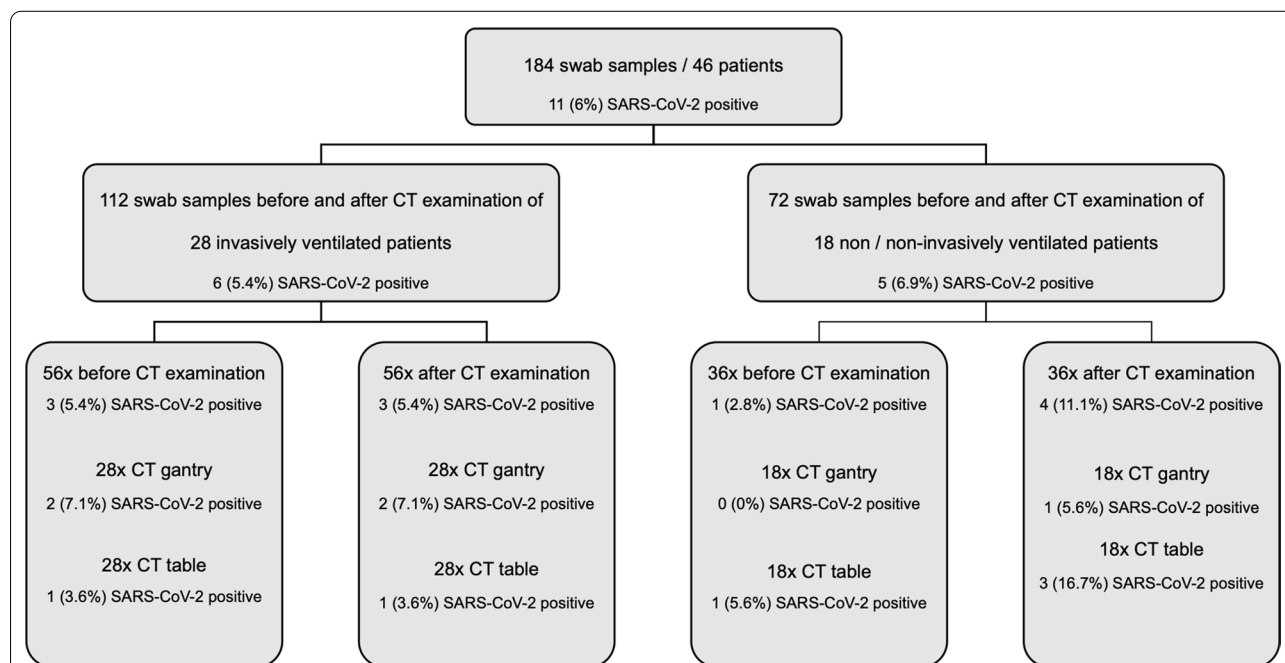 184 swab samples / 46 patients
11 (6%) SARS-CoV-2 positive
112 swab samples before and after CT examination of
28 invasively ventilated patients
6 (5.4%) SARS-CoV-2 positive
72 swab samples before and after CT examination of
18 non / non-invasively ventilated patients
5 (6.9%) SARS-CoV-2 positive
56x before CT examination
3 (5.4%) SARS-CoV-2 positive
28x CT gantry
2 (7.1%) SARS-CoV-2 positive
28x CT table
1 (3.6%) SARS-CoV-2 positive
56x after CT examination
3 (5.4%) SARS-CoV-2 positive
28x CT gantry
2 (7.1%) SARS-CoV-2 positive
28x CT table
1 (3.6%) SARS-CoV-2 positive
36x before CT examination
1 (2.8%) SARS-CoV-2 positive
18x CT gantry
0 (0%) SARS-CoV-2 positive
18x CT table
1 (5.6%) SARS-CoV-2 positive
36x after CT examination
4 (11.1%) SARS-CoV-2 positive
18x CT gantry
1 (5.6%) SARS-CoV-2 positive
18x CT table
3 (16.7%) SARS-CoV-2 positive